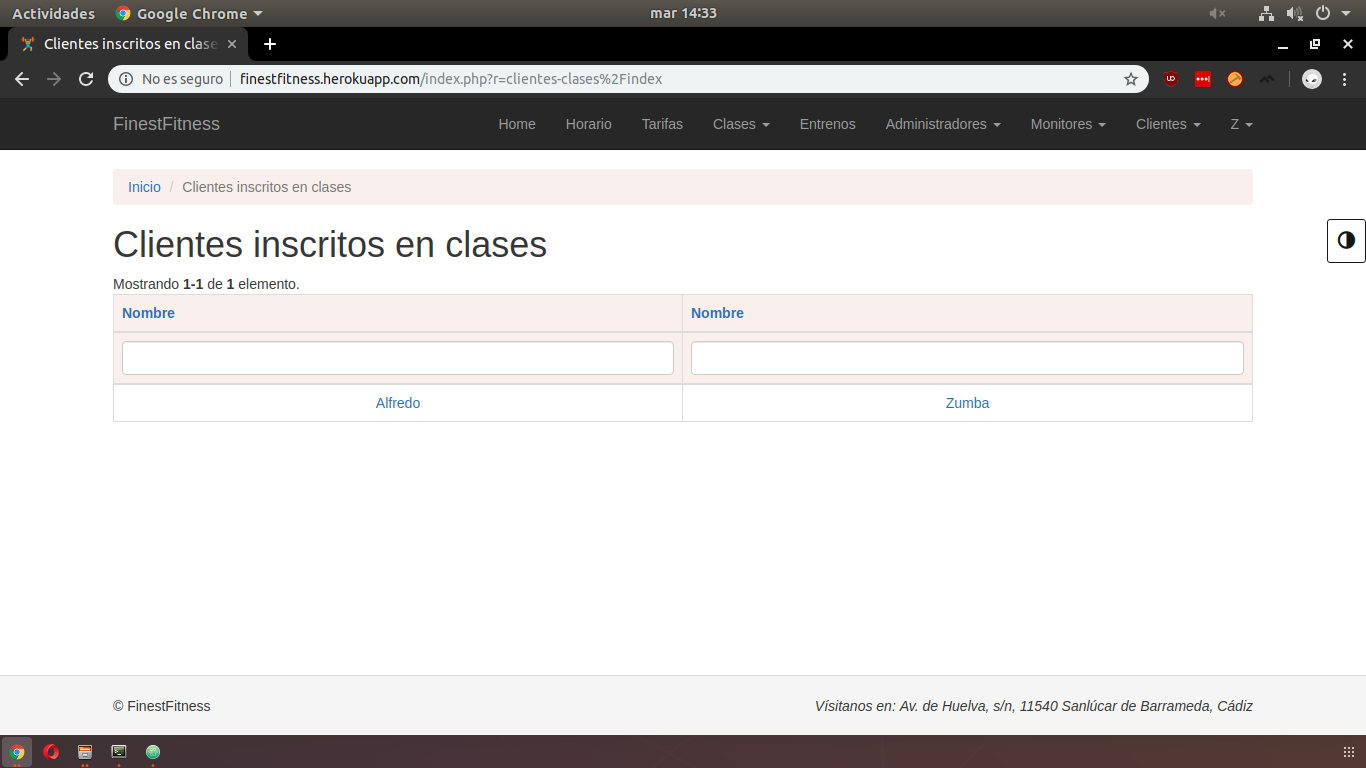 Actividades Google Chrome mar 14:33
Clientes inscritos en clase
No es seguro finestfitness.herokuapp.com/index.php?r=clientes-clases%2Findex
FinestFitness Home Horario Tarifas Clases Entrenos Administradores Monitores Clientes Z
Inicio / Clientes inscritos en clases
Clientes inscritos en clases
Mostrando 1-1 de 1 elemento.
Nombre Nombre
Alfredo Zumba
© FinestFitness Vísitanos en: Av. de Huelva, s/n, 11540 Sanlúcar de Barrameda, Cádiz